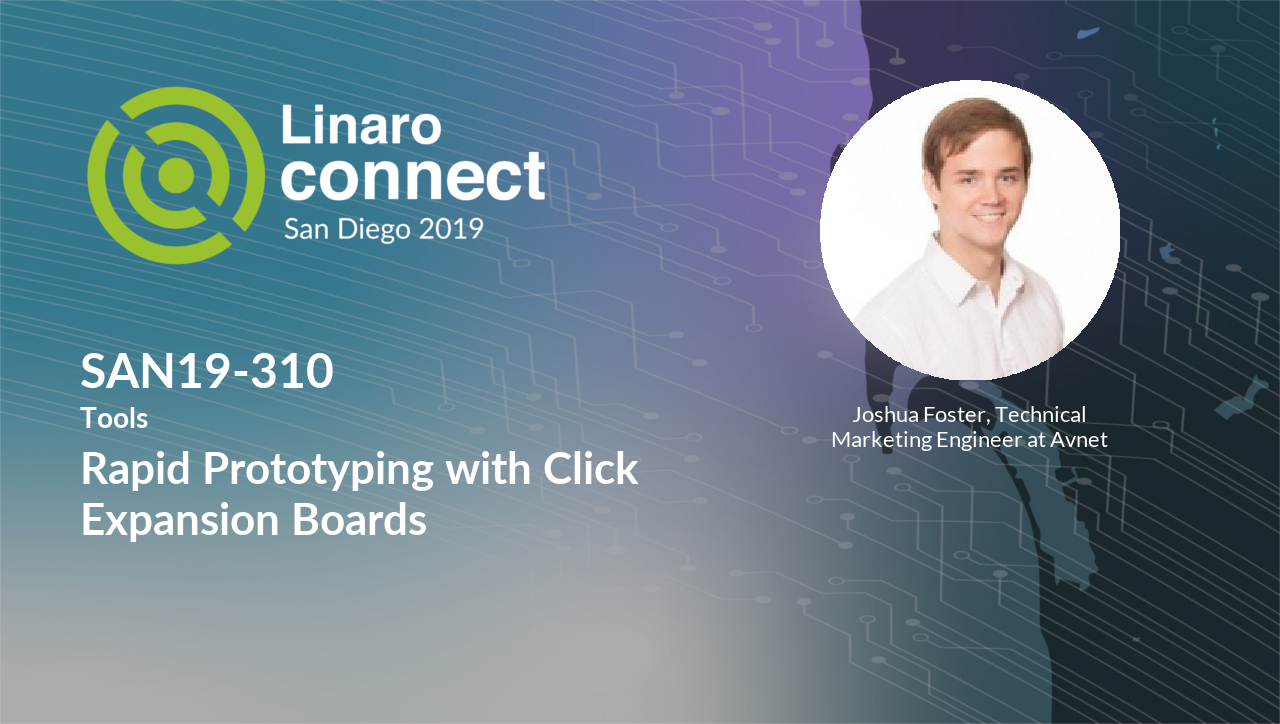 Linaro
connect
San Diego 2019
SAN19-310
Tools
Rapid Prototyping with Click
Expansion Boards
Joshua Foster, Technical
Marketing Engineer at Avnet